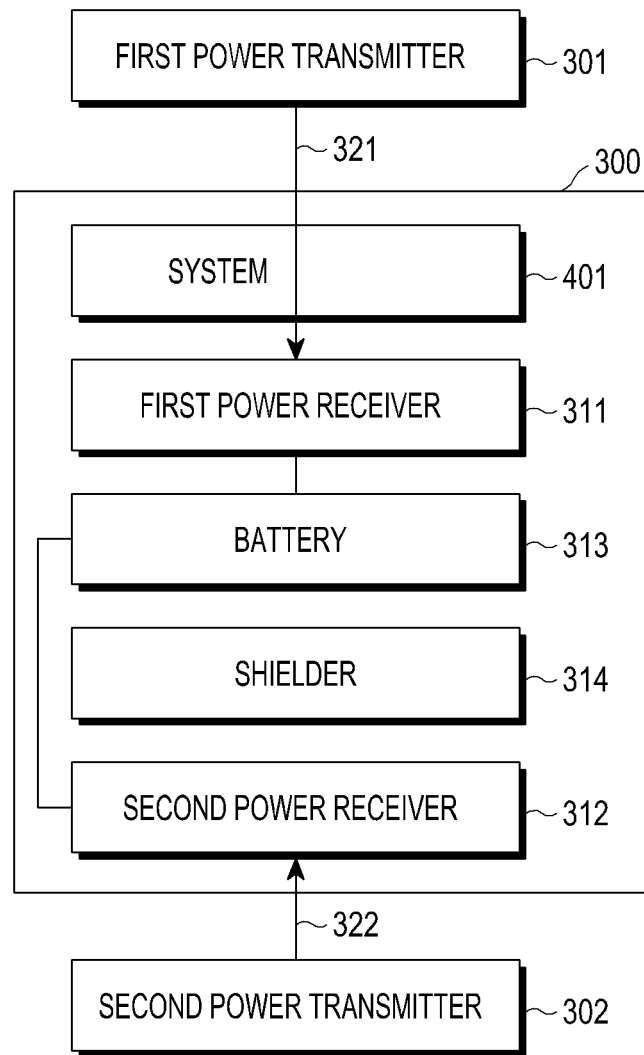 FIRST POWER TRANSMITTER
301
321
300
SYSTEM
401
FIRST POWER RECEIVER
311
BATTERY
313
SHIELDER
314
SECOND POWER RECEIVER
312
322
SECOND POWER TRANSMITTER
302